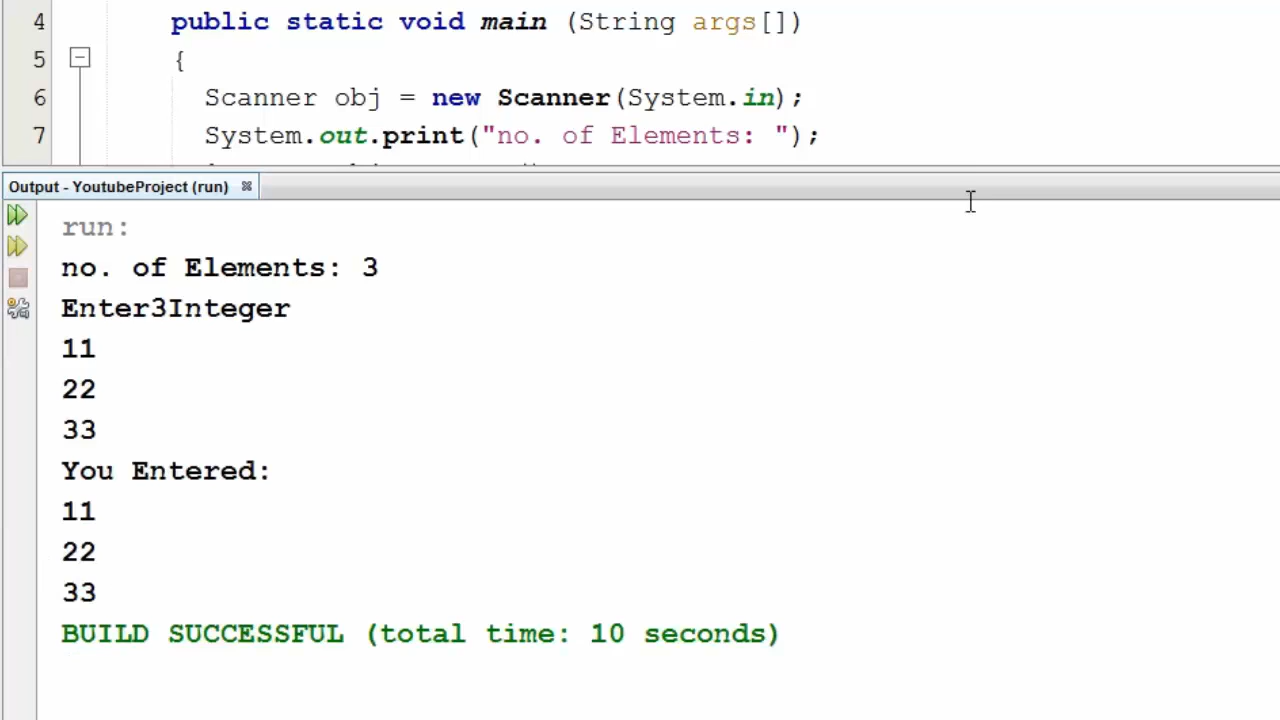 4 public static void main (String args[])
5 {
6 Scanner obj = new Scanner(System.in);
7 System.out.print("no. of Elements: ");
Output - YoutubeProject (run)
run:
no. of Elements: 3
Enter3Integer
11
22
33
You Entered:
11
22
33
BUILD SUCCESSFUL (total time: 10 seconds)